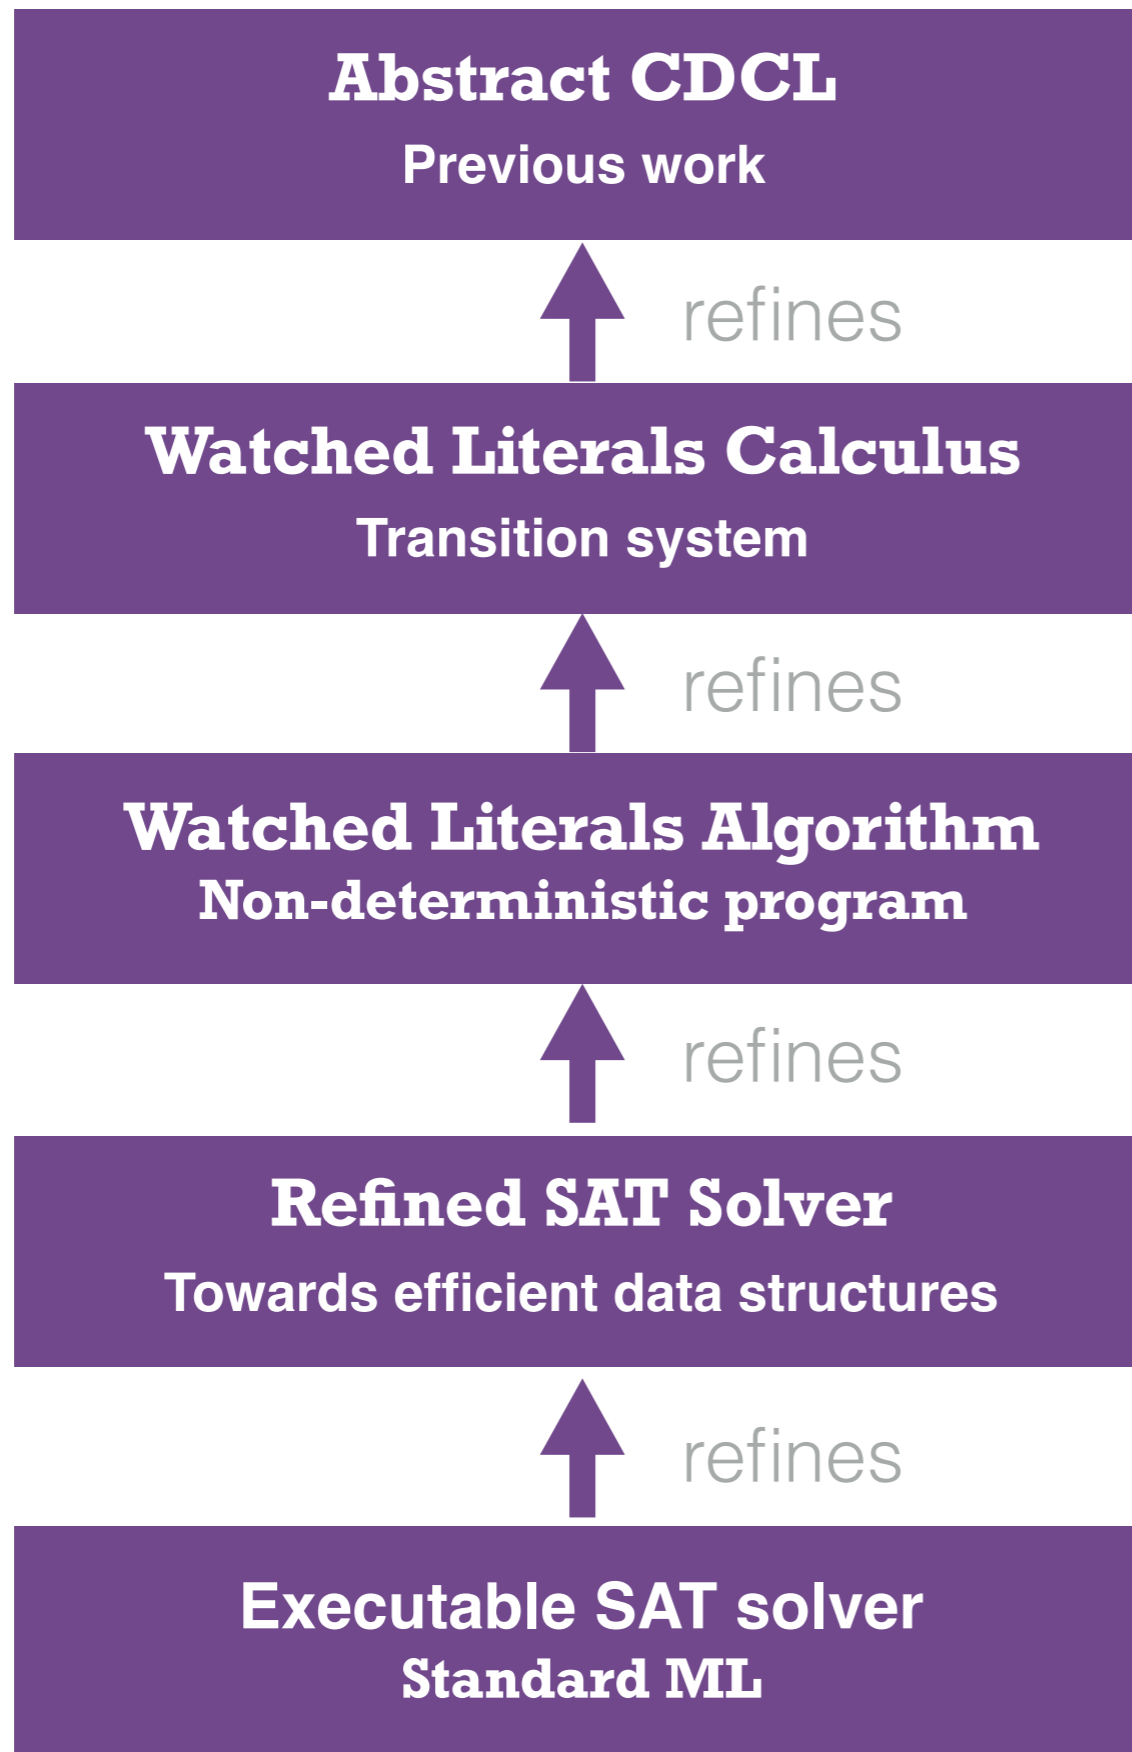 Abstract CDCL
Previous work
refines
Watched Literals Calculus
Transition system
refines
Watched Literals Algorithm
Non-deterministic program
refines
Refined SAT Solver
Towards efficient data structures
refines
Executable SAT solver
Standard ML